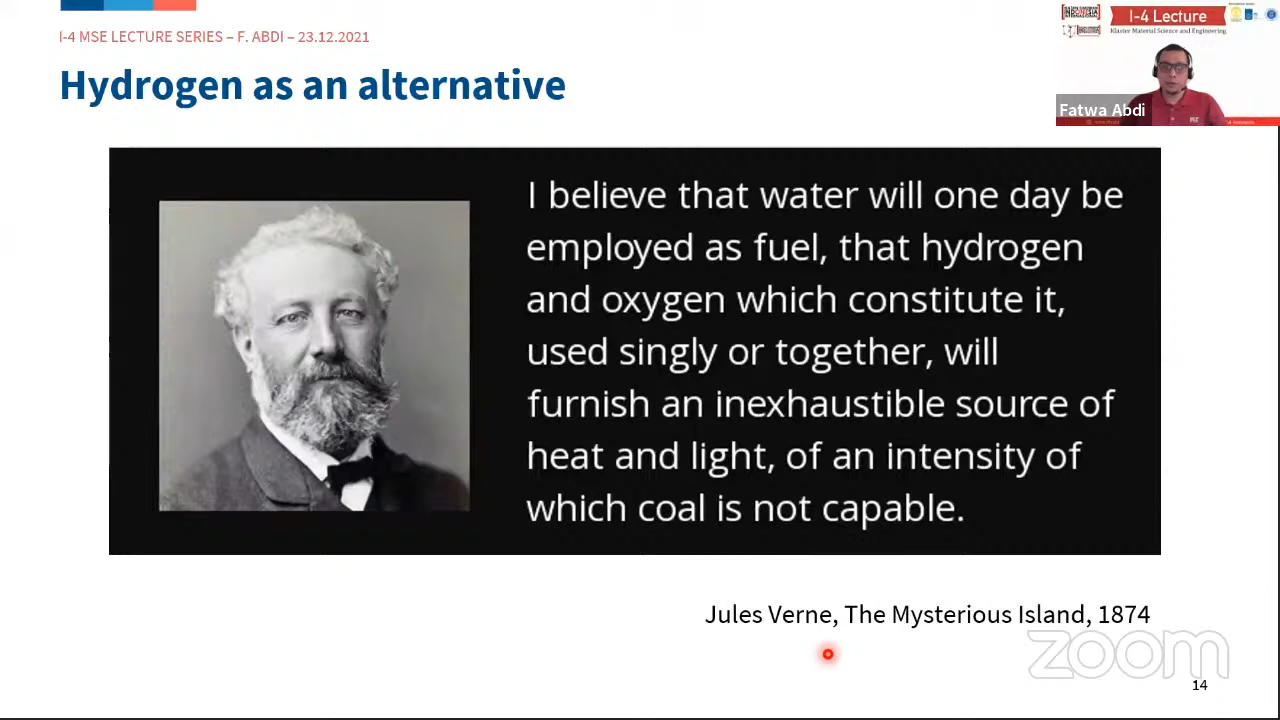 I-4 MSE LECTURE SERIES – F. ABDI – 23.12.2021
Hydrogen as an alternative
I-4 Lecture
Klaster Material Science and Engineering
Fatwa Abdi
I believe that water will one day be
employed as fuel, that hydrogen
and oxygen which constitute it,
used singly or together, will
furnish an inexhaustible source of
heat and light, of an intensity of
which coal is not capable.
Jules Verne, The Mysterious Island, 1874
zoom
14